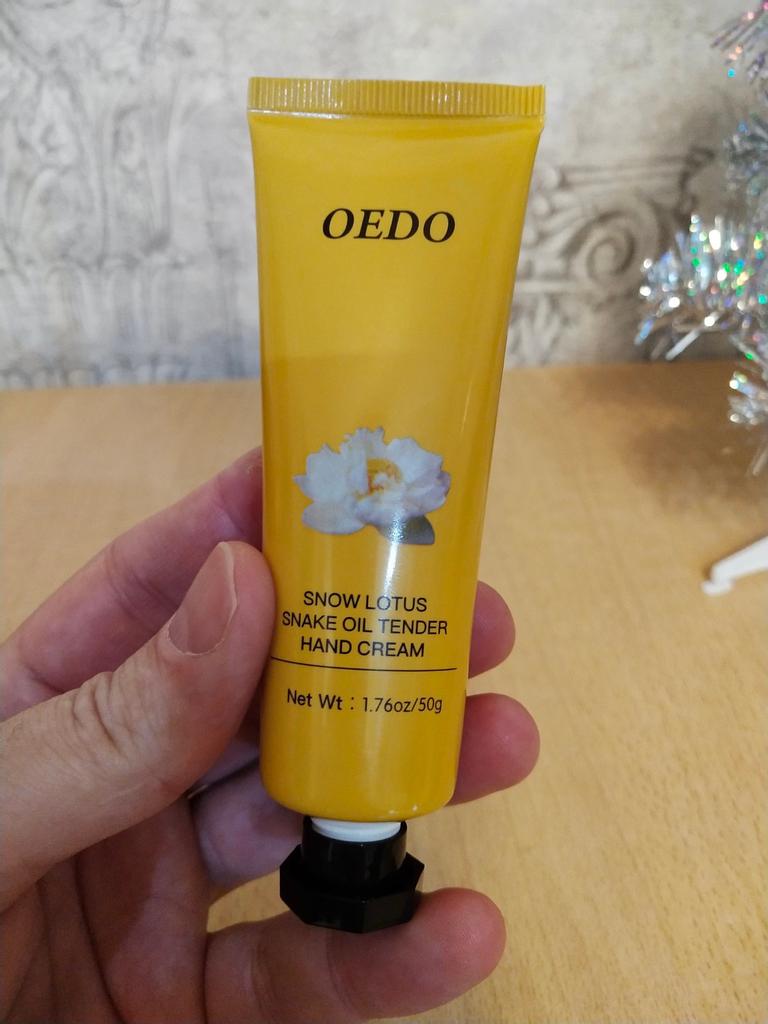 OEDO
SNOW LOTUS
SNAKE OIL TENDER
HAND CREAM
Net Wt : 1.76oz/50g